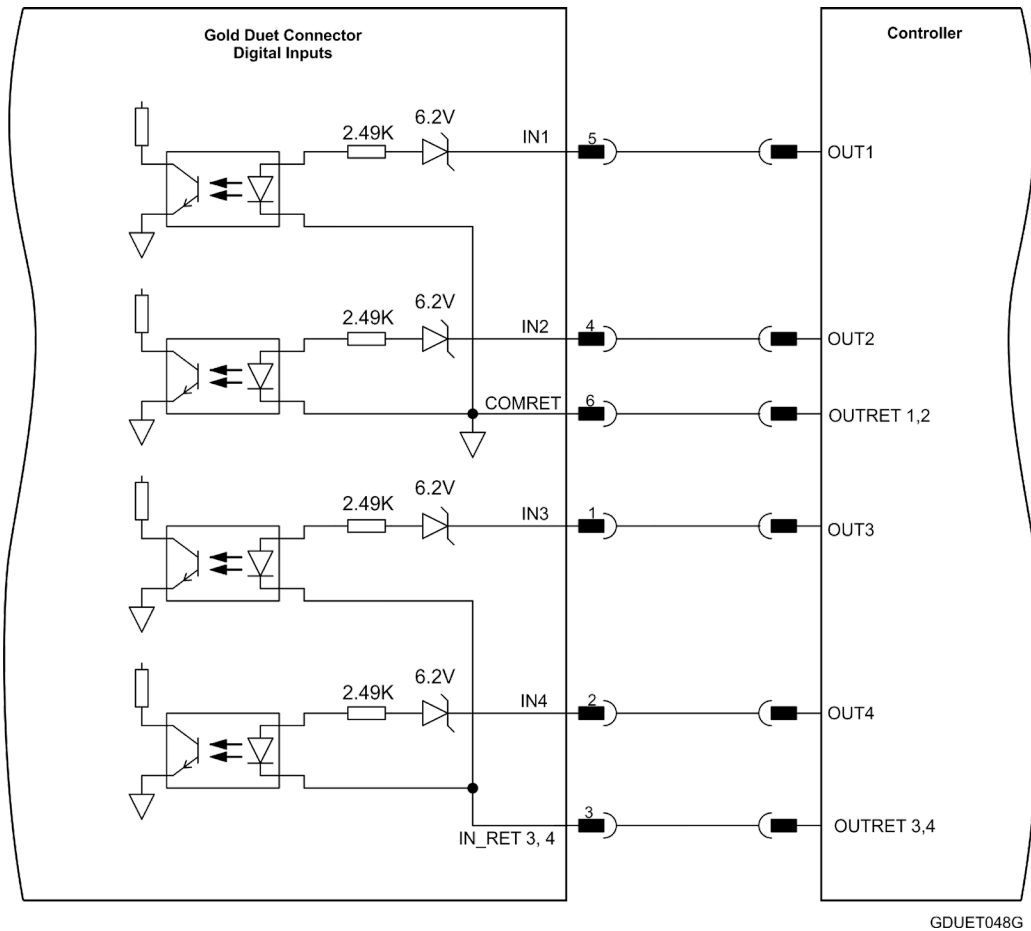 Gold Duet Connector
Digital Inputs
Controller
2.49K
6.2V
IN1
5
OUT1
2.49K
6.2V
IN2
4
OUT2
COMRET
6
OUTRET 1,2
2.49K
6.2V
IN3
1
OUT3
2.49K
6.2V
IN4
2
OUT4
IN_RET 3, 4
3
OUTRET 3,4
GDUET048G